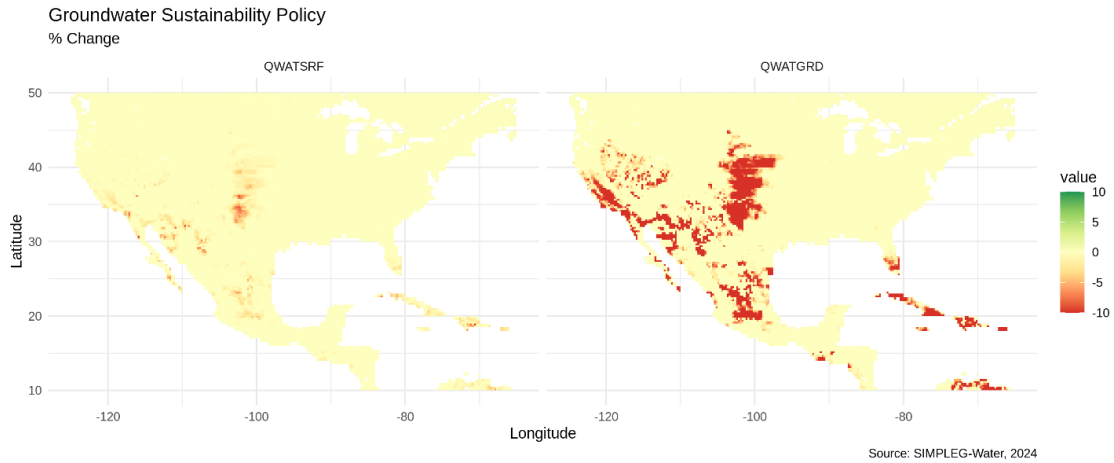 Groundwater Sustainability Policy
% Change
QWATSRF
QWATGRD
50
40
30
20
10
Latitude
-120
-100
-80
-120
-100
-80
Longitude
value
10
5
0
-5
-10
Source: SIMPLEG-Water, 2024